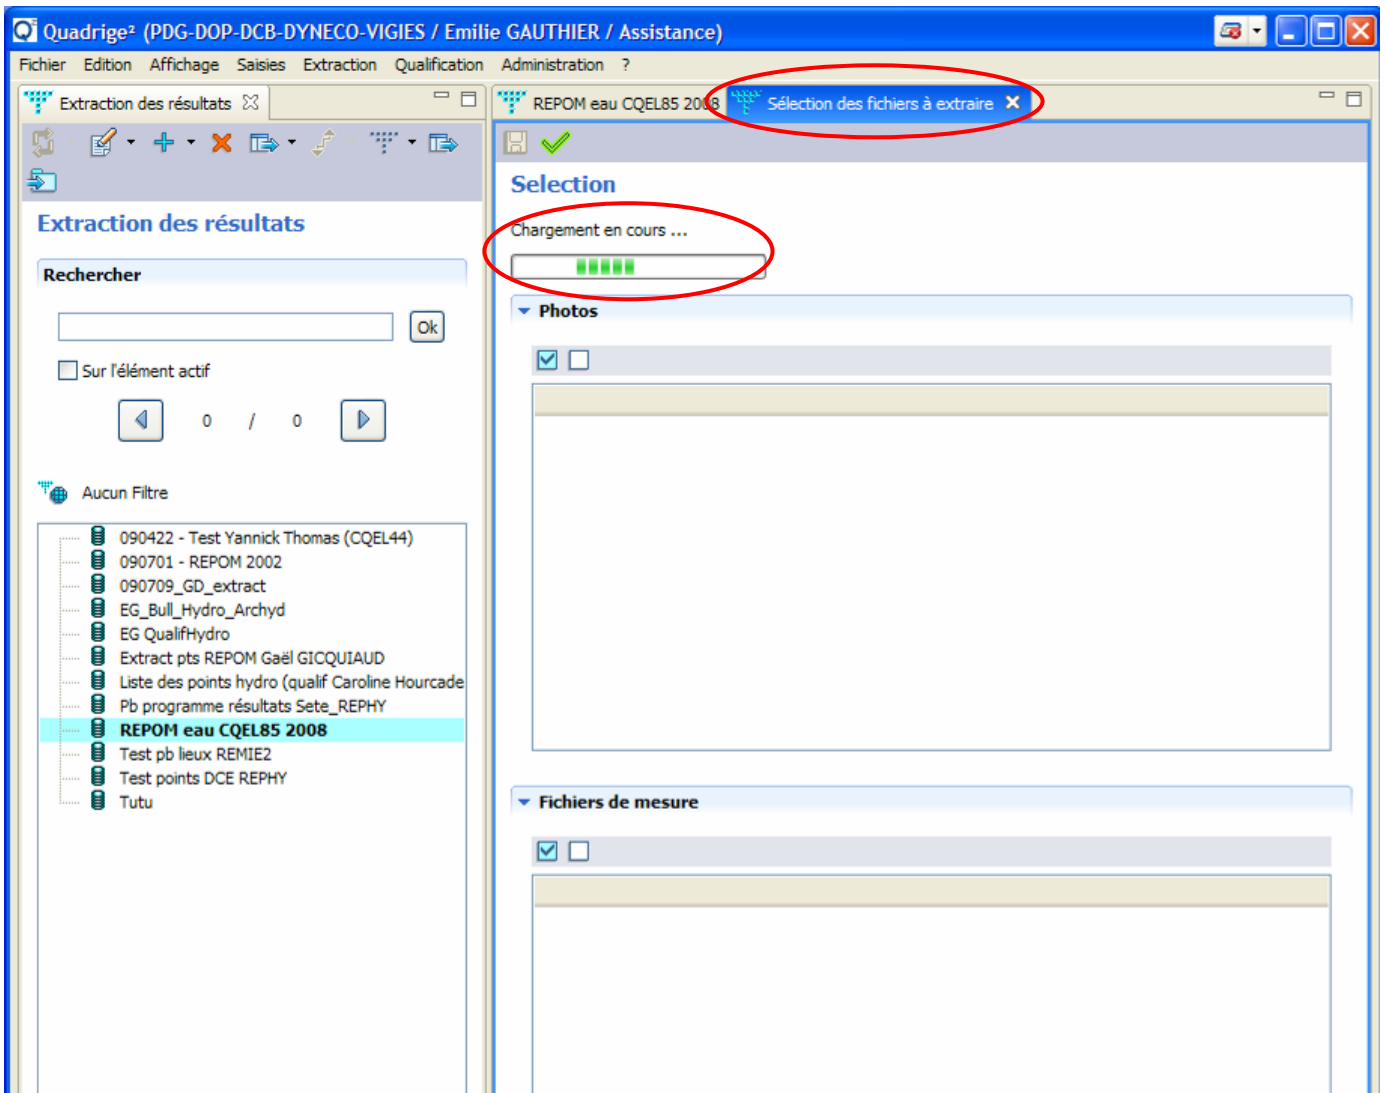 Quadrige² (PDG-DOP-DCB-DYNECO-VIGIES / Emilie GAUTHIER / Assistance)
Fichier Edition Affichage Saisies Extraction Qualification Administration ?
Extraction des résultats
REPOM eau CQEL85 2008 Sélection des fichiers à extraire
Selection
Extraction des résultats
Chargement en cours ...
Rechercher
Ok
Sur l'élément actif
0 / 0
Aucun Filtre
090422 - Test Yannick Thomas (CQEL44)
090701 - REPOM 2002
090709_GD_extract
EG_Bull_Hydro_Archyd
EG QualifHydro
Extract pts REPOM Gaël GICQUIAUD
Liste des points hydro (qualif Caroline Hourcade
Pb programme résultats Sete_REPHY
REPOM eau CQEL85 2008
Test pb lieux REMIE2
Test points DCE REPHY
Tutu
Photos
Fichiers de mesure